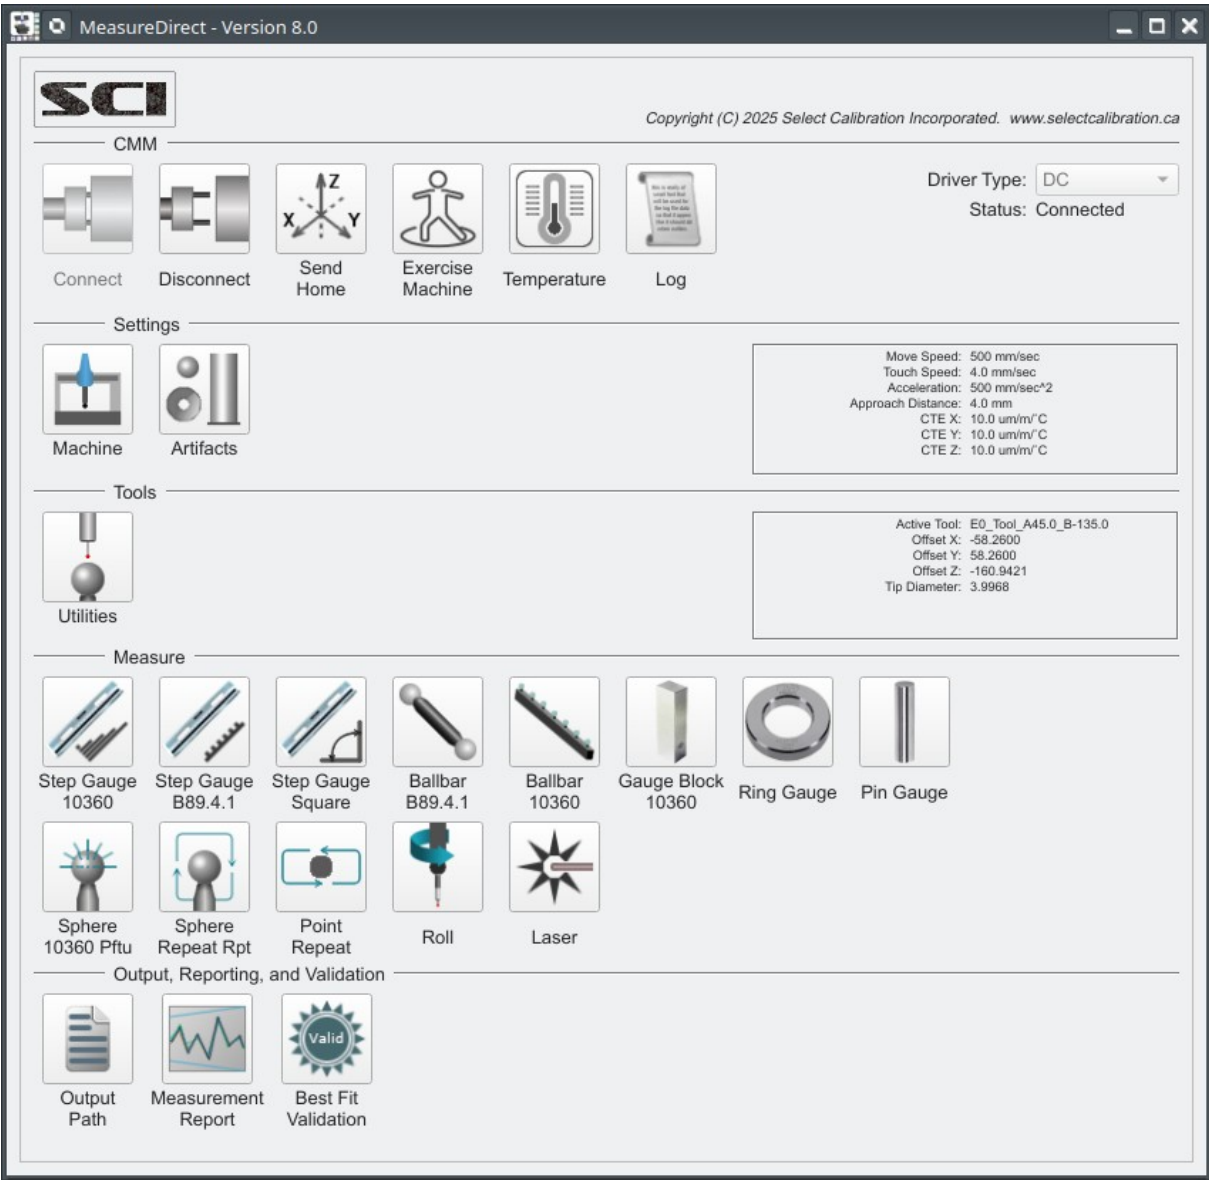 MeasureDirect - Version 8.0
SCI
Copyright (C) 2025 Select Calibration Incorporated.  www.selectcalibration.ca
CMM
Connect
Disconnect
Z
X
Y
Send
Home
Exercise
Machine
Temperature
Log
Driver Type: DC
Status: Connected
Settings
Machine
Artifacts
Move Speed: 500 mm/sec
Touch Speed: 4.0 mm/sec
Acceleration: 500 mm/sec^2
Approach Distance: 4.0 mm
CTE X: 10.0 um/m/˚C
CTE Y: 10.0 um/m/˚C
CTE Z: 10.0 um/m/˚C
Tools
Utilities
Active Tool: E0_Tool_A45.0_B-135.0
Offset X: -58.2600
Offset Y: 58.2600
Offset Z: -160.9421
Tip Diameter: 3.9968
Measure
Step Gauge
10360
Step Gauge
B89.4.1
Step Gauge
Square
Ballbar
B89.4.1
Ballbar
10360
Gauge Block
10360
Ring Gauge
Pin Gauge
Sphere
10360 Pftu
Sphere
Repeat Rpt
Point
Repeat
Roll
Laser
Output, Reporting, and Validation
Output
Path
Measurement
Report
Valid
Best Fit
Validation